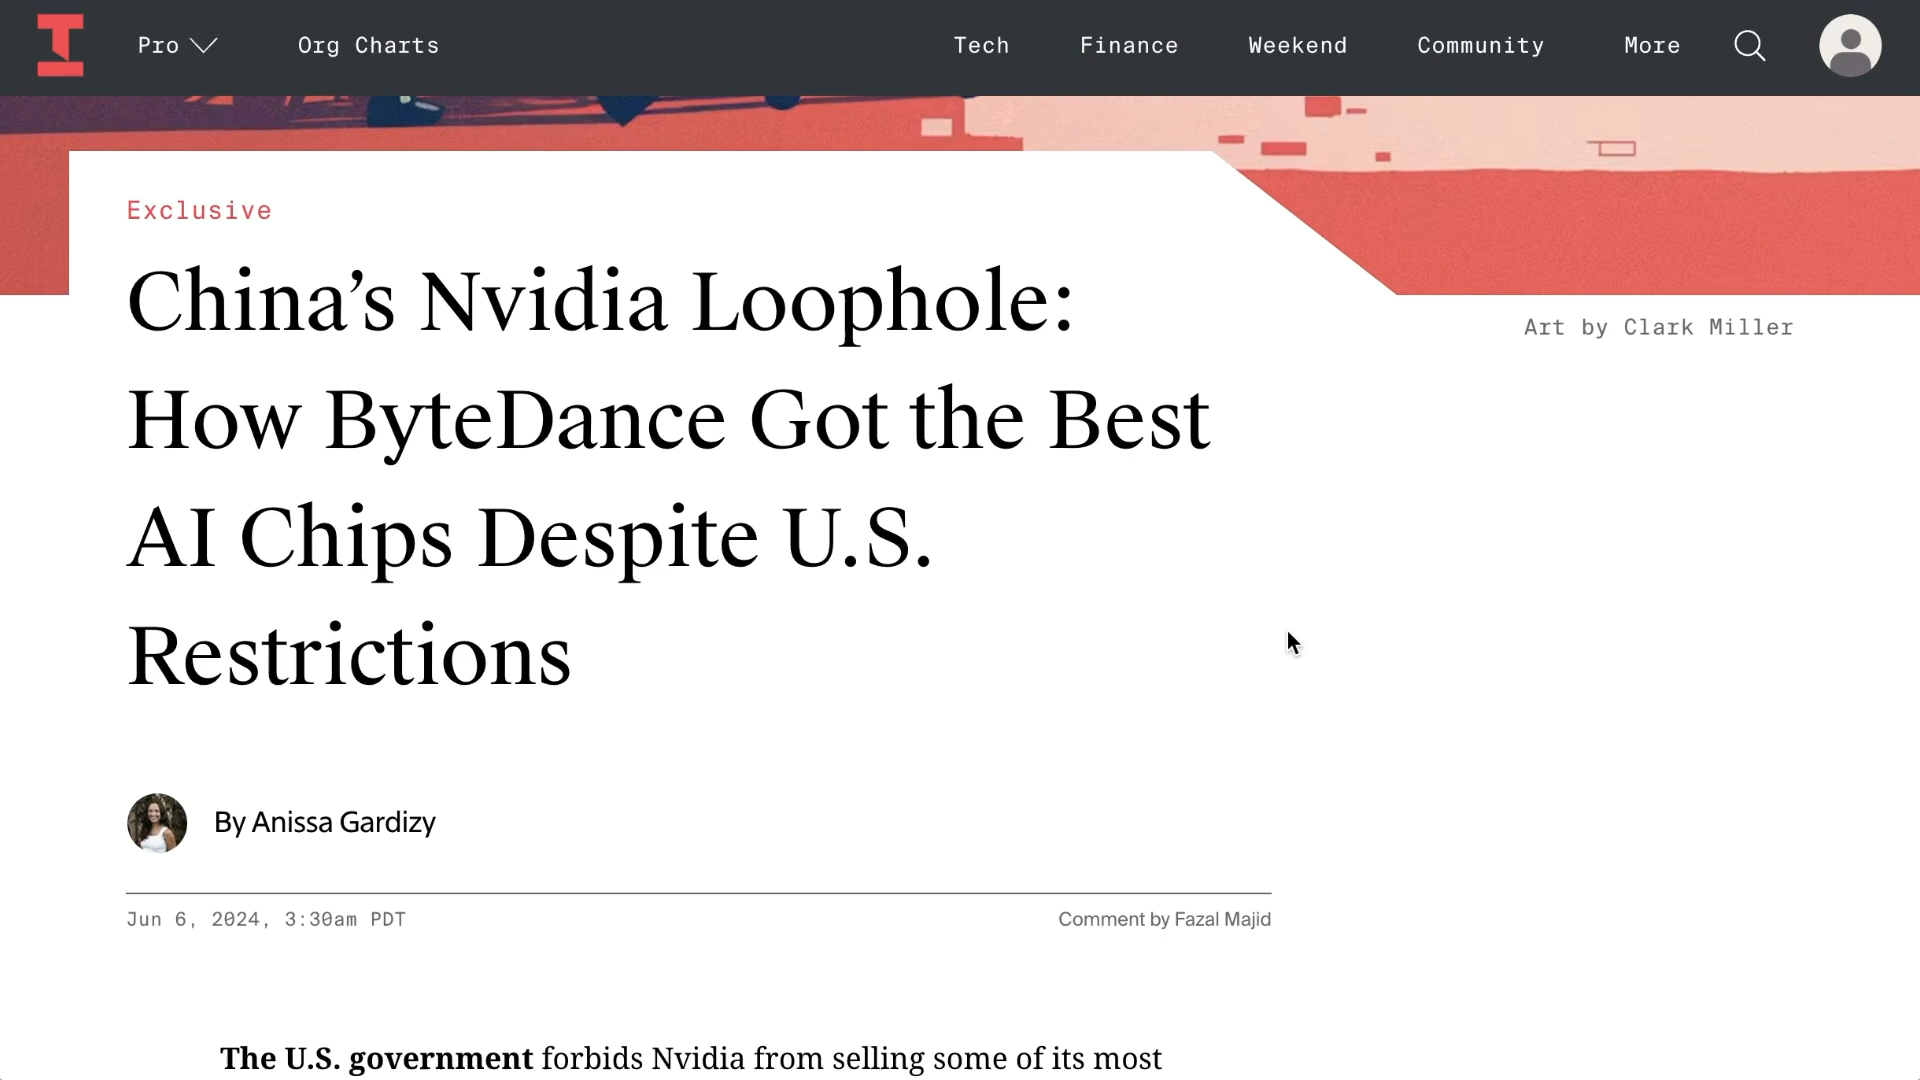 Pro
Org Charts
Tech
Finance
Weekend
Community
More
Exclusive
China’s Nvidia Loophole:
How ByteDance Got the Best
AI Chips Despite U.S.
Restrictions
Art by Clark Miller
By Anissa Gardizy
Jun 6, 2024, 3:30am PDT
Comment by Fazal Majid
The U.S. government forbids Nvidia from selling some of its most